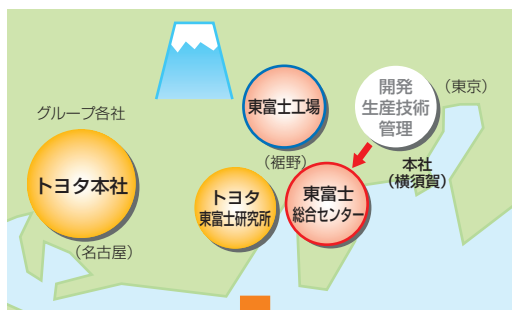 グループ各社
トヨタ本社
（名古屋）
東富士工場
（裾野）
トヨタ
東富士研究所
東富士
総合センター
開発
生産技術
管理
（東京）
本社
（横須賀）